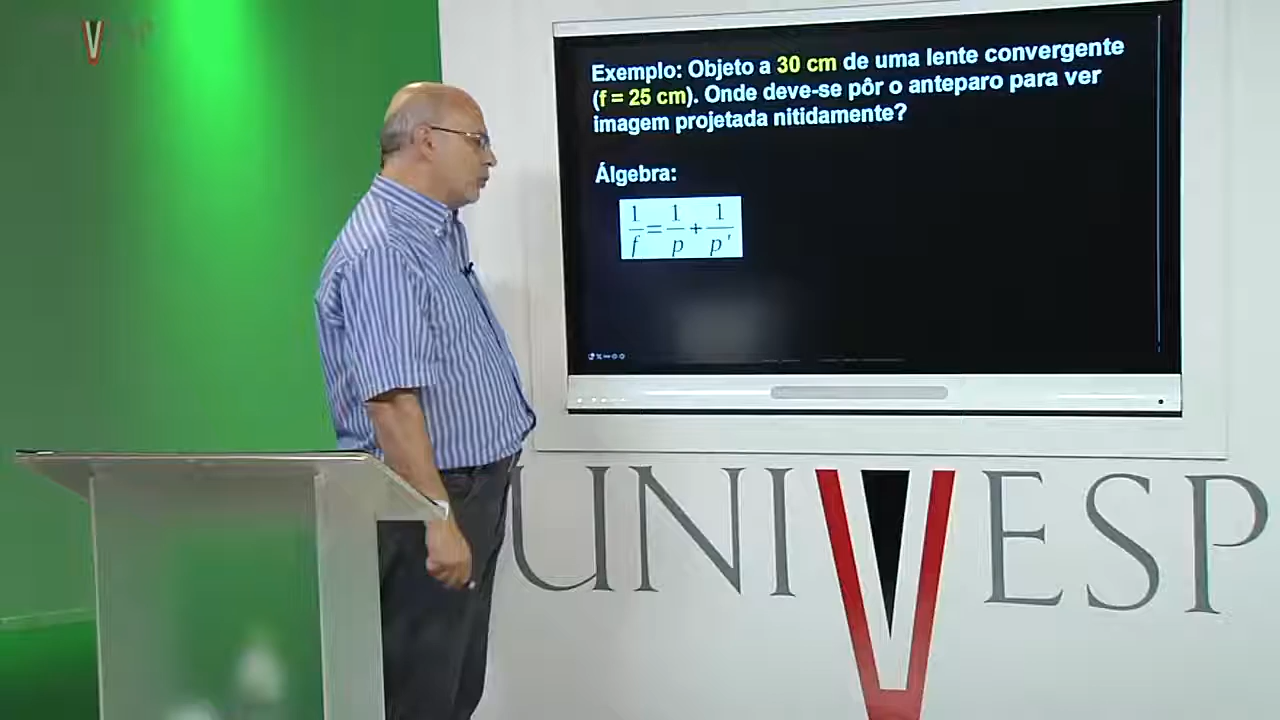 VESP
Exemplo: Objeto a 30 cm de uma lente convergente
(f = 25 cm). Onde deve-se pôr o anteparo para ver
imagem projetada nitidamente?
Álgebra:
1/f = 1/p + 1/p'
UNIVESP